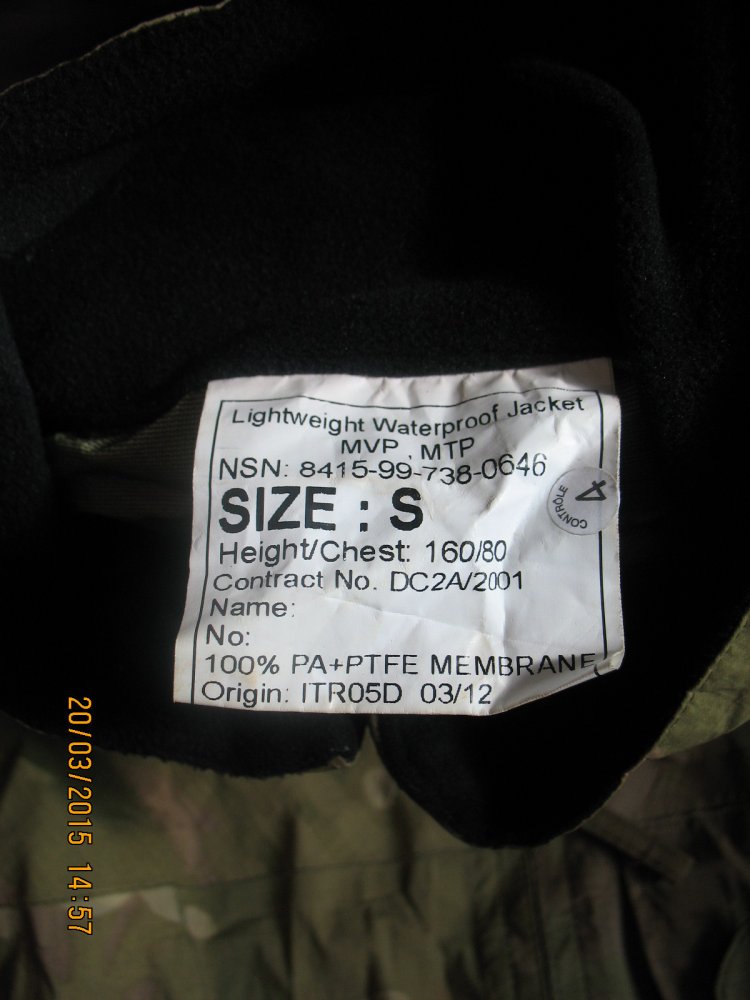 Lightweight Waterproof Jacket
MVP , MTP
NSN: 8415-99-738-0646
SIZE : S
Height/Chest: 160/80
Contract No. DC2A/2001
Name:
No:
100% PA+PTFE MEMBRANE
Origin: ITR05D 03/12
4
CONTRÔLE
20/03/2015 14:57